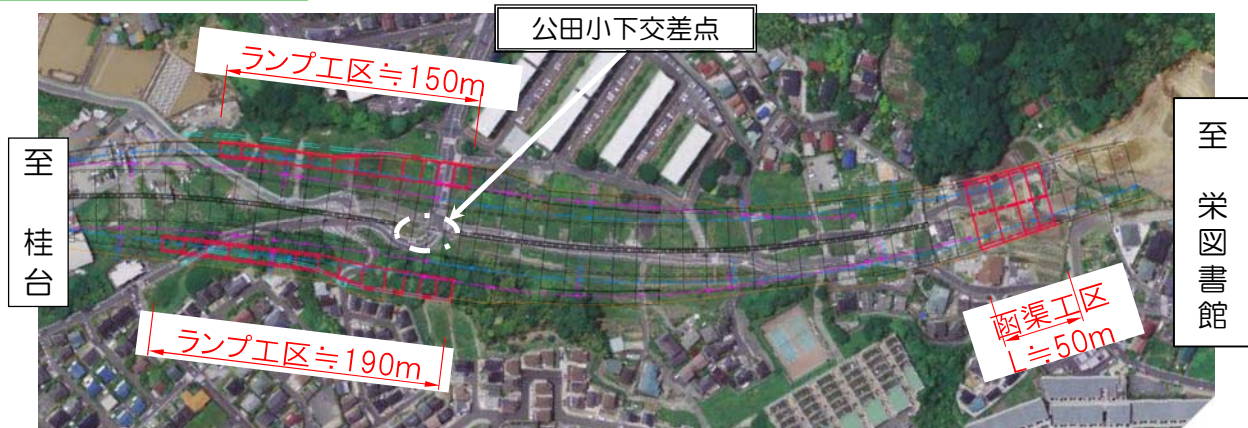 公田小下交差点
ランプ工区≒150m
至 桂台
至 栄図書館
ランプ工区≒190m
函渠工区
L≒50m